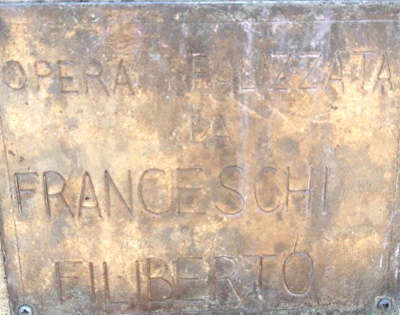 OPERA REALIZZATA
DA
FRANCESCHI
FILIBERTO